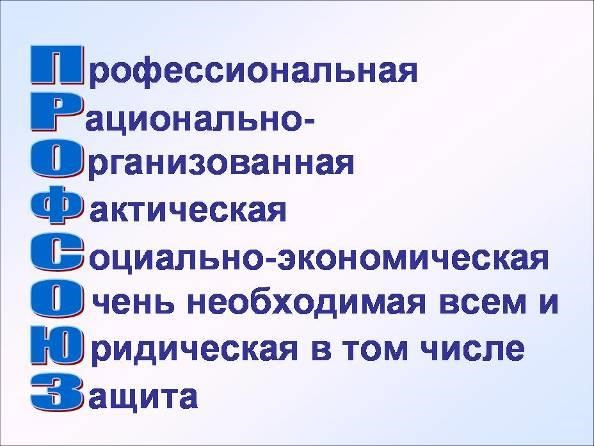 Профессиональная
Рационально-
Организованная
Фактическая
Социально-экономическая
Очень необходимая всем и
Юридическая в том числе
Защита